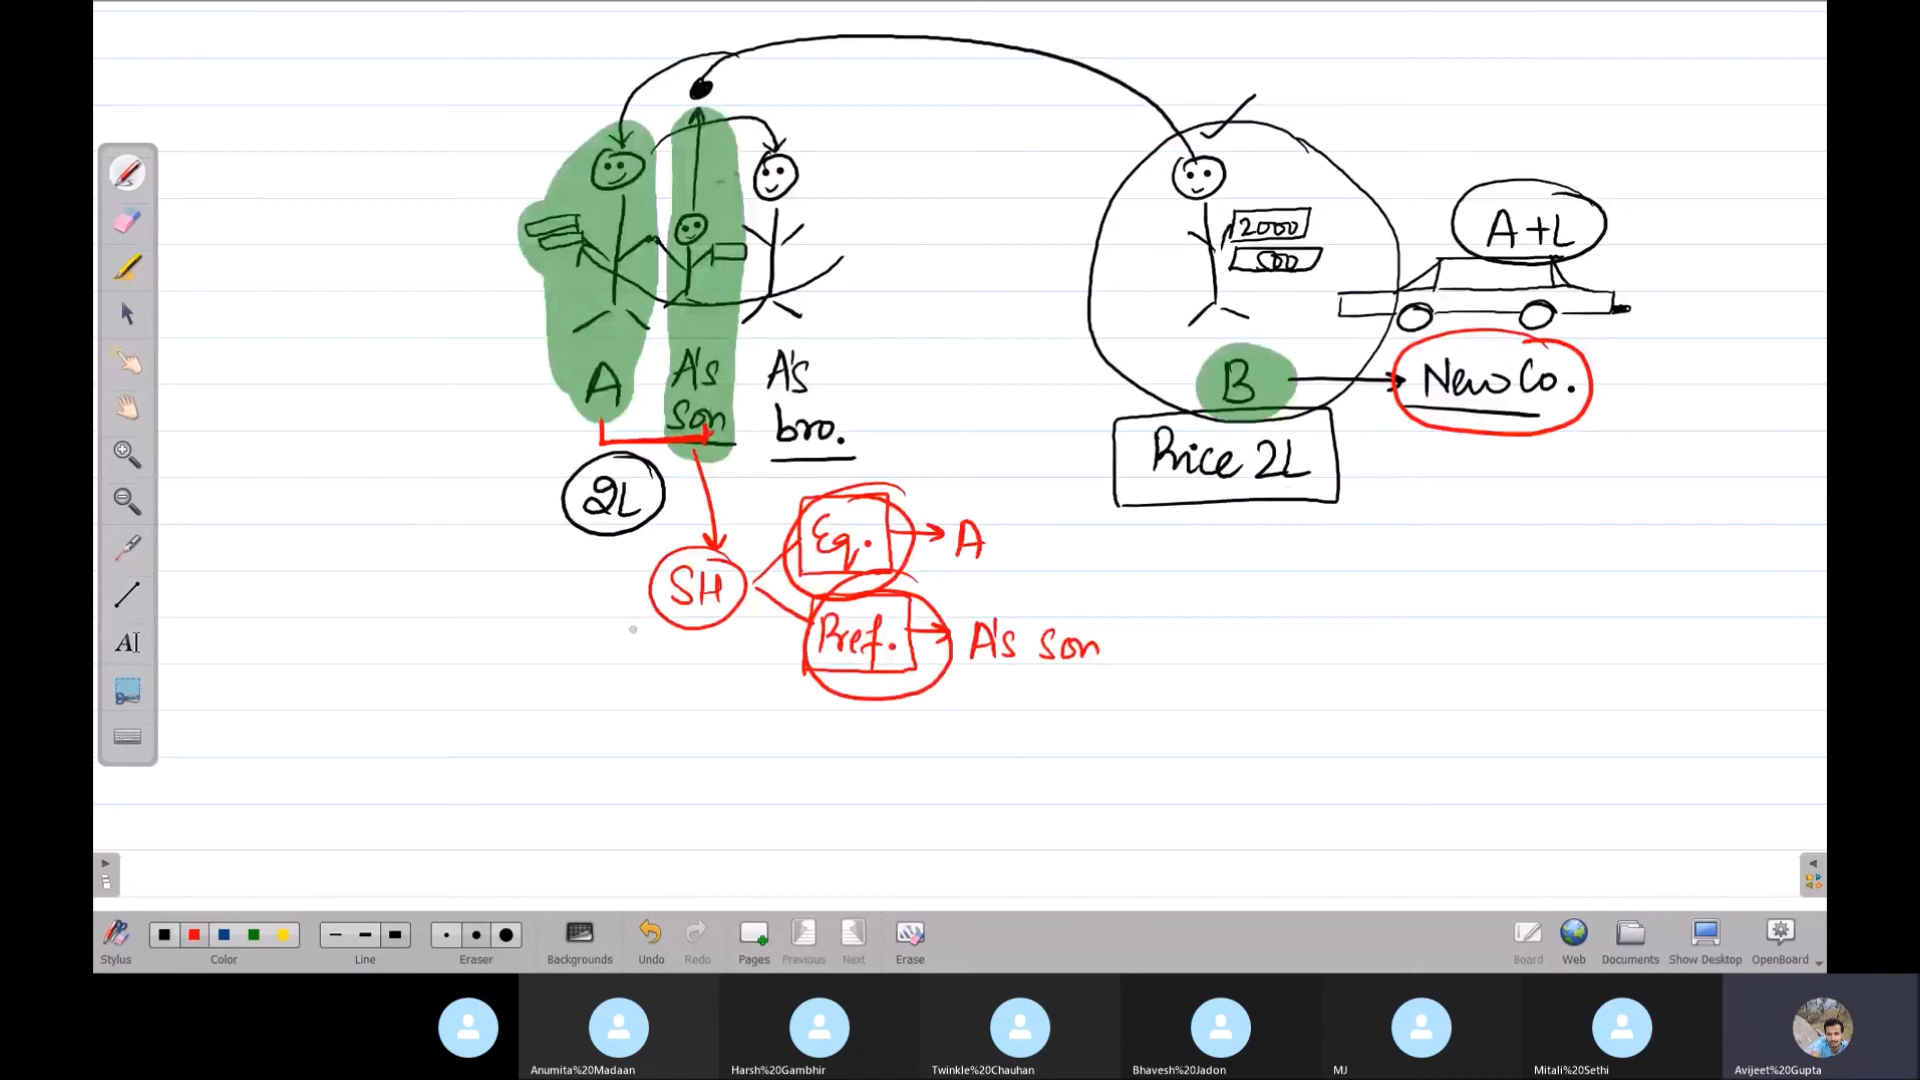 2000
500
A+L
A
A's
son
A's
bro.
B
New Co.
Price 2L
2L
Eq.
A
SH
Pref.
A's son
Stylus
Color
Line
Eraser
Backgrounds
Undo
Redo
Pages
Previous
Next
Erase
Board
Web
Documents
Show Desktop
OpenBoard
Anumita%20Madaan
Harsh%20Gambhir
Twinkle%20Chauhan
Bhavesh%20Jadon
MJ
Mitali%20Sethi
Avijeet%20Gupta